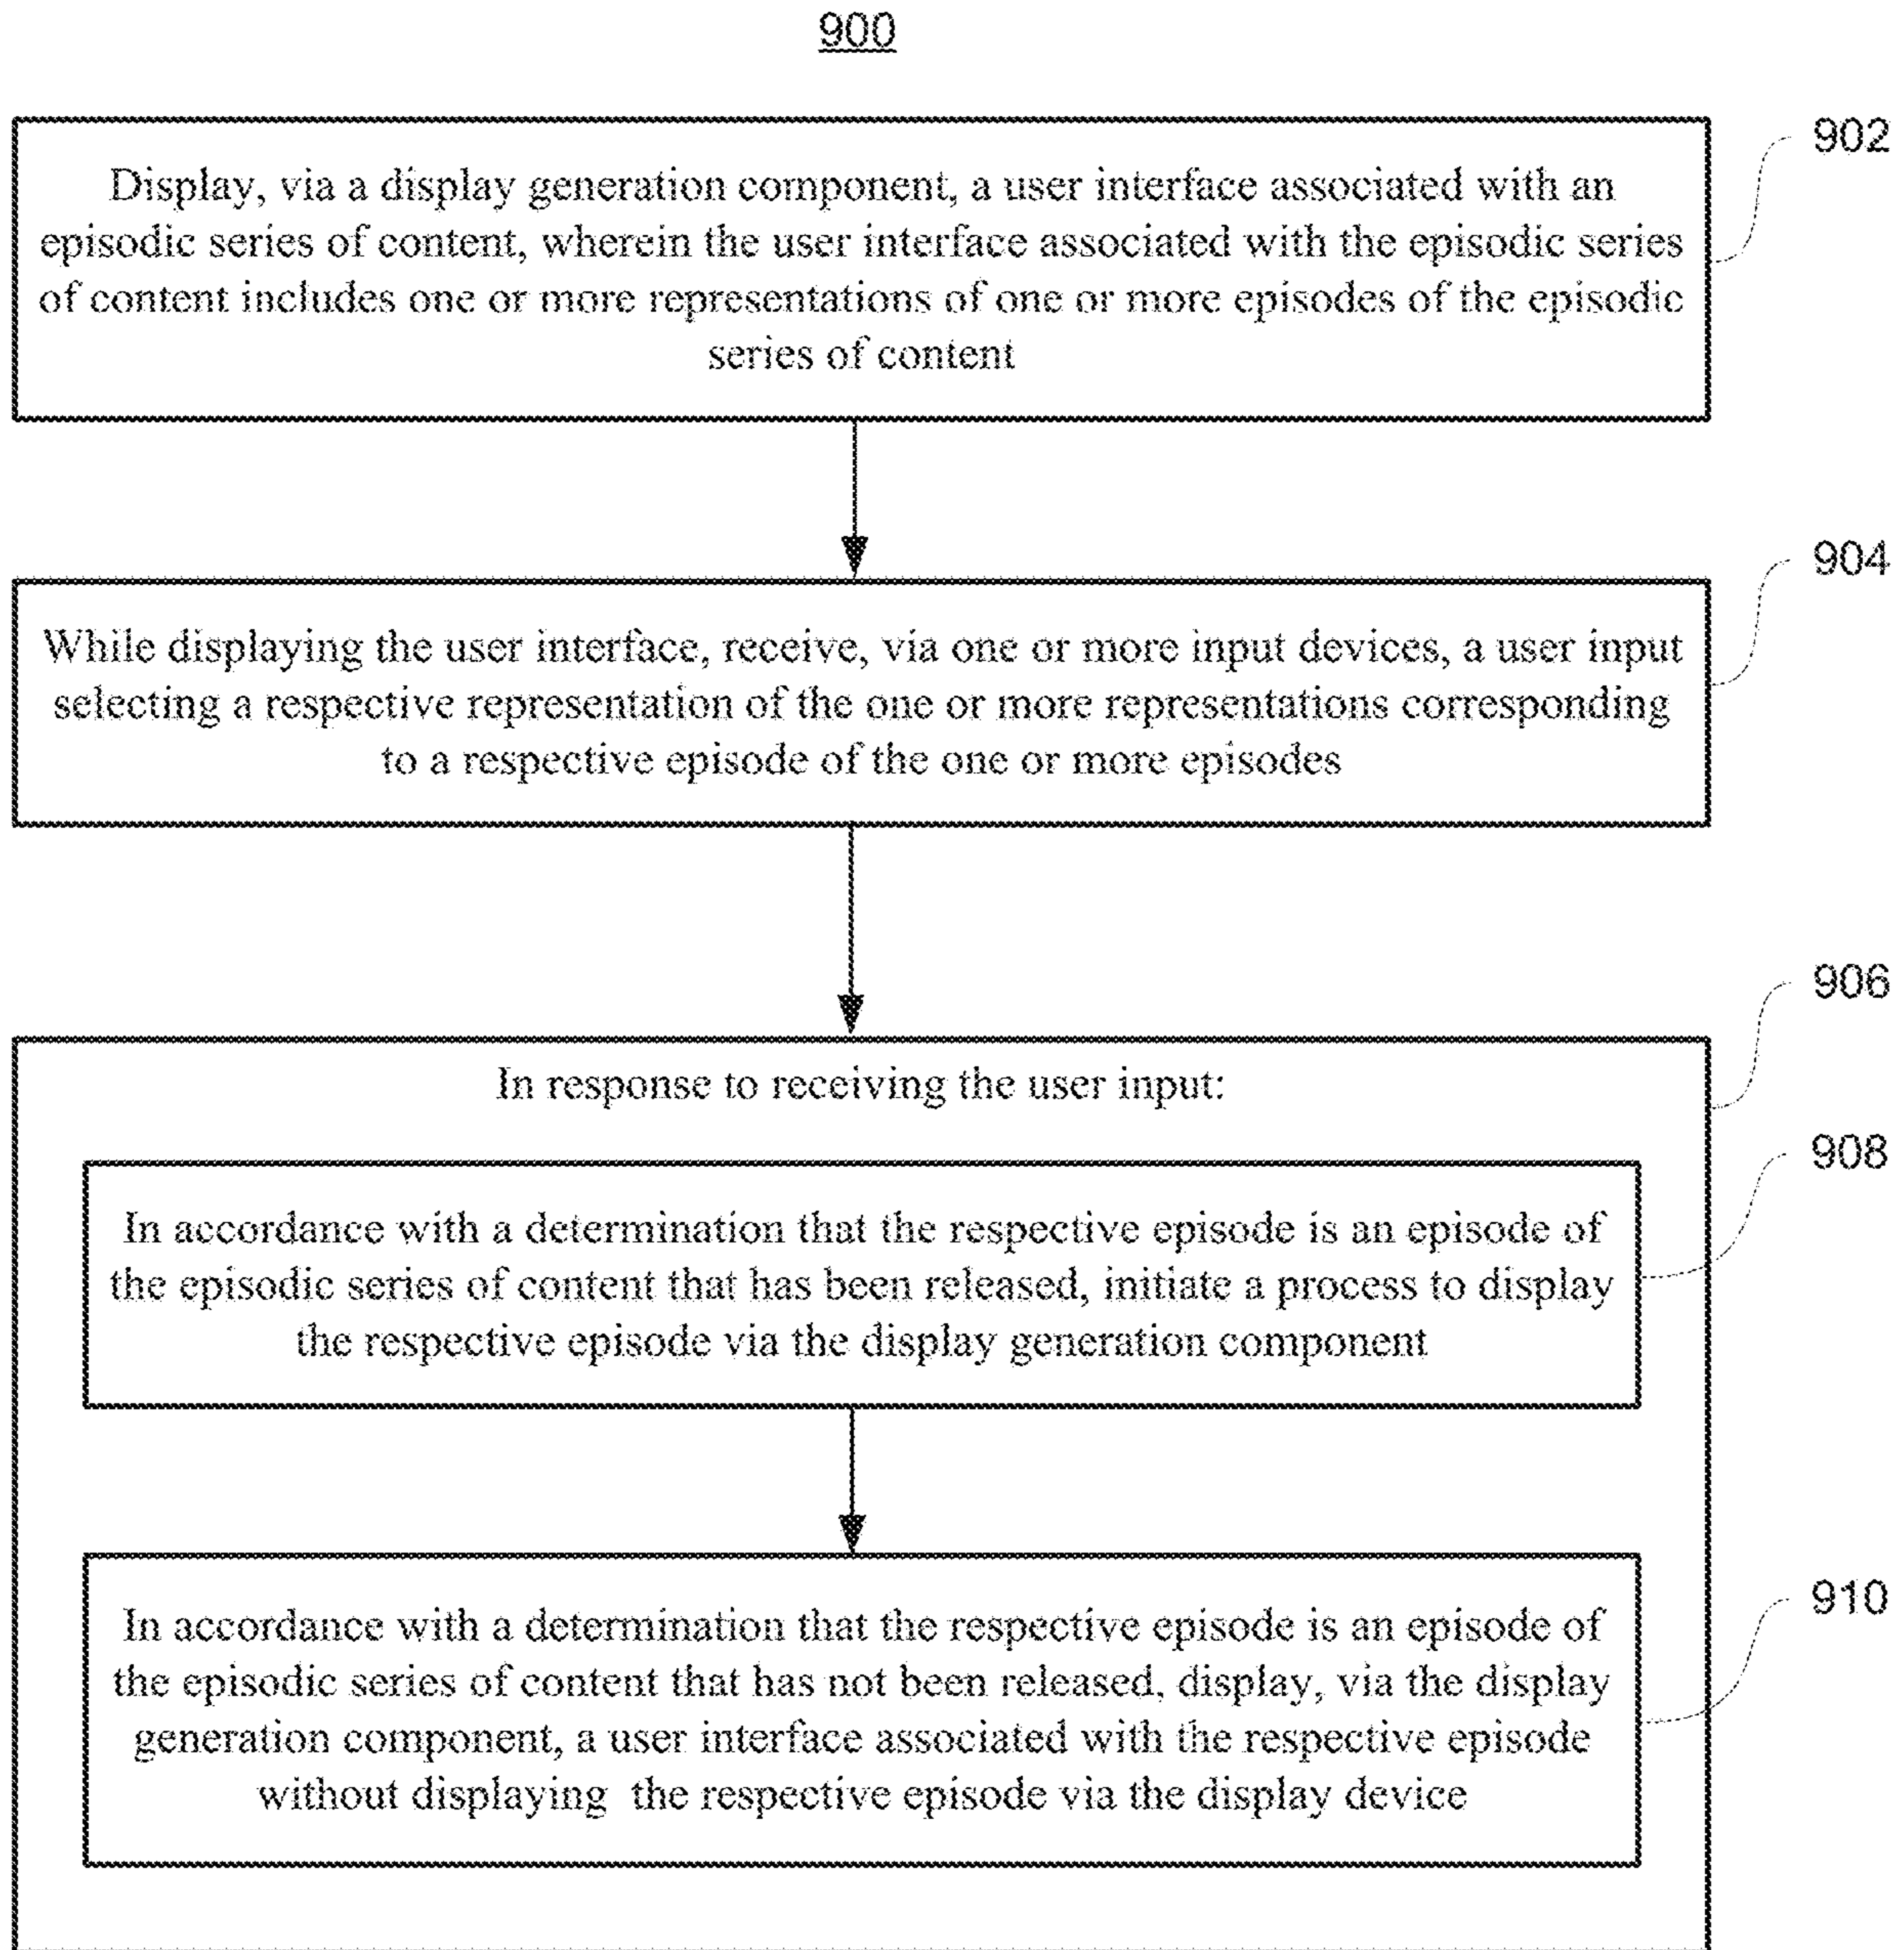 900
902
Display, via a display generation component, a user interface associated with an
episodic series of content, wherein the user interface associated with the episodic series
of content includes one or more representations of one or more episodes of the episodic
series of content
904
While displaying the user interface, receive, via one or more input devices, a user input
selecting a respective representation of the one or more representations corresponding
to a respective episode of the one or more episodes
906
In response to receiving the user input:
908
In accordance with a determination that the respective episode is an episode of
the episodic series of content that has been released, initiate a process to display
the respective episode via the display generation component
910
In accordance with a determination that the respective episode is an episode of
the episodic series of content that has not been released, display, via the display
generation component, a user interface associated with the respective episode
without displaying the respective episode via the display device